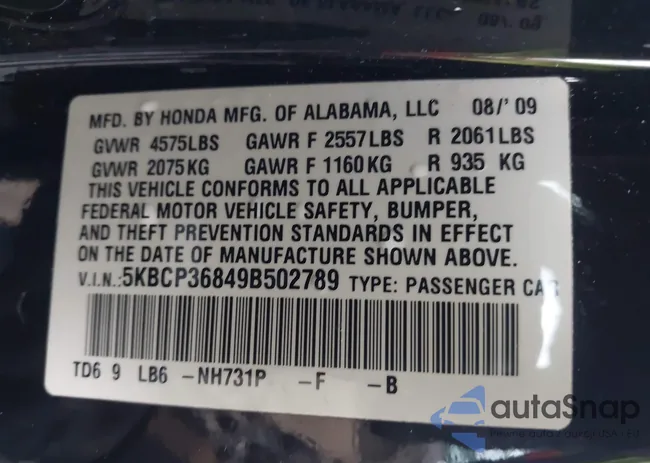 MFD. BY HONDA MFG. OF ALABAMA, LLC 08/'09
GVWR 4575LBS GAWR F 2557LBS R 2061LBS
GVWR 2075KG GAWR F 1160KG R 935 KG
THIS VEHICLE CONFORMS TO ALL APPLICABLE
FEDERAL MOTOR VEHICLE SAFETY, BUMPER,
AND THEFT PREVENTION STANDARDS IN EFFECT
ON THE DATE OF MANUFACTURE SHOWN ABOVE.
V.I.N.:5KBCP36849B502789 TYPE: PASSENGER CAR
TD6 9 LB6 -NH731P -F -B
autaSnap